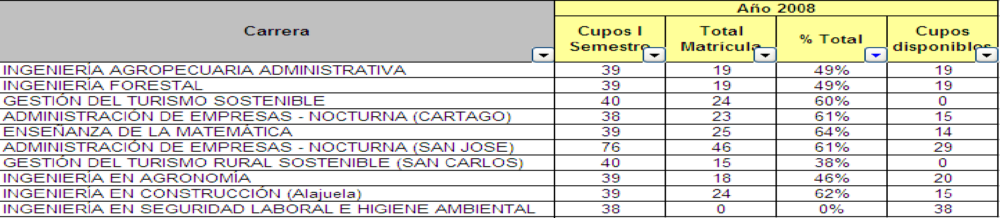 Año 2008
Carrera Cupos I Semestre Total Matrícula % Total Cupos disponibles
INGENIERÍA AGROPECUARIA ADMINISTRATIVA 39 19 49% 19
INGENIERÍA FORESTAL 39 19 49% 19
GESTIÓN DEL TURISMO SOSTENIBLE 40 24 60% 0
ADMINISTRACIÓN DE EMPRESAS - NOCTURNA (CARTAGO) 38 23 61% 15
ENSEÑANZA DE LA MATEMÁTICA 39 25 64% 14
ADMINISTRACIÓN DE EMPRESAS - NOCTURNA (SAN JOSE) 76 46 61% 29
GESTIÓN DEL TURISMO RURAL SOSTENIBLE (SAN CARLOS) 40 15 38% 0
INGENIERÍA EN AGRONOMÍA 39 18 46% 20
INGENIERÍA EN CONSTRUCCIÓN (Alajuela) 39 24 62% 15
INGENIERÍA EN SEGURIDAD LABORAL E HIGIENE AMBIENTAL 38 0 0% 38